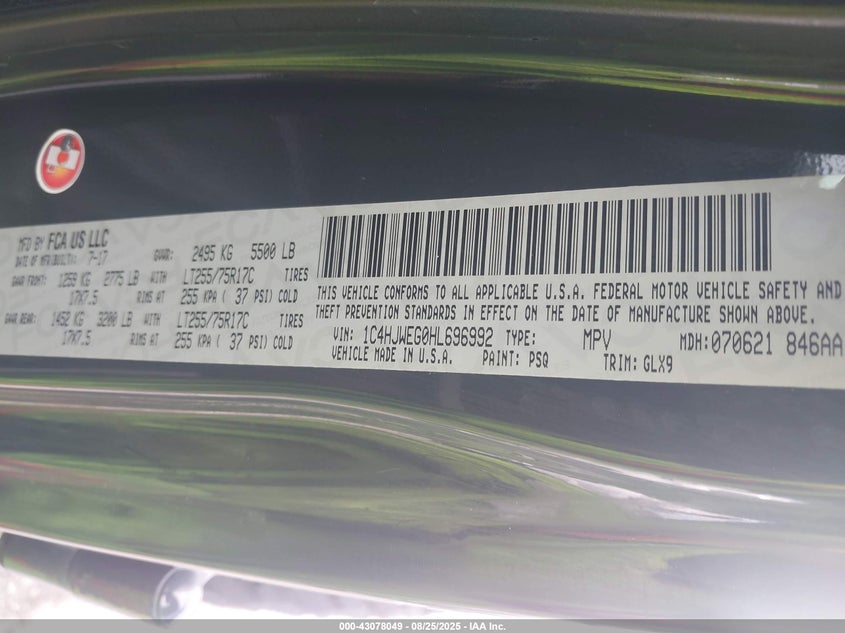 MFD BY FCA US LLC
DATE OF MFR/BUILT: 7-17 GVWR: 2495 KG 5500 LB
GAWR FRONT: 1259 KG 2775 LB WITH LT255/75R17C TIRES
17X7.5 RIMS AT 255 KPA ( 37 PSI) COLD
GAWR REAR: 1452 KG 3200 LB WITH LT255/75R17C TIRES
17X7.5 RIMS AT 255 KPA ( 37 PSI) COLD
THIS VEHICLE CONFORMS TO ALL APPLICABLE U.S.A. FEDERAL MOTOR VEHICLE SAFETY AND
THEFT PREVENTION STANDARDS IN EFFECT ON THE DATE OF MANUFACTURE SHOWN ABOVE.
VIN: 1C4HJWEG0HL696992 TYPE: MPV MDH: 070621 846AA
VEHICLE MADE IN U.S.A. PAINT: PSQ TRIM: GLX9
000-43078049 - 08/25/2025 - IAA Inc.